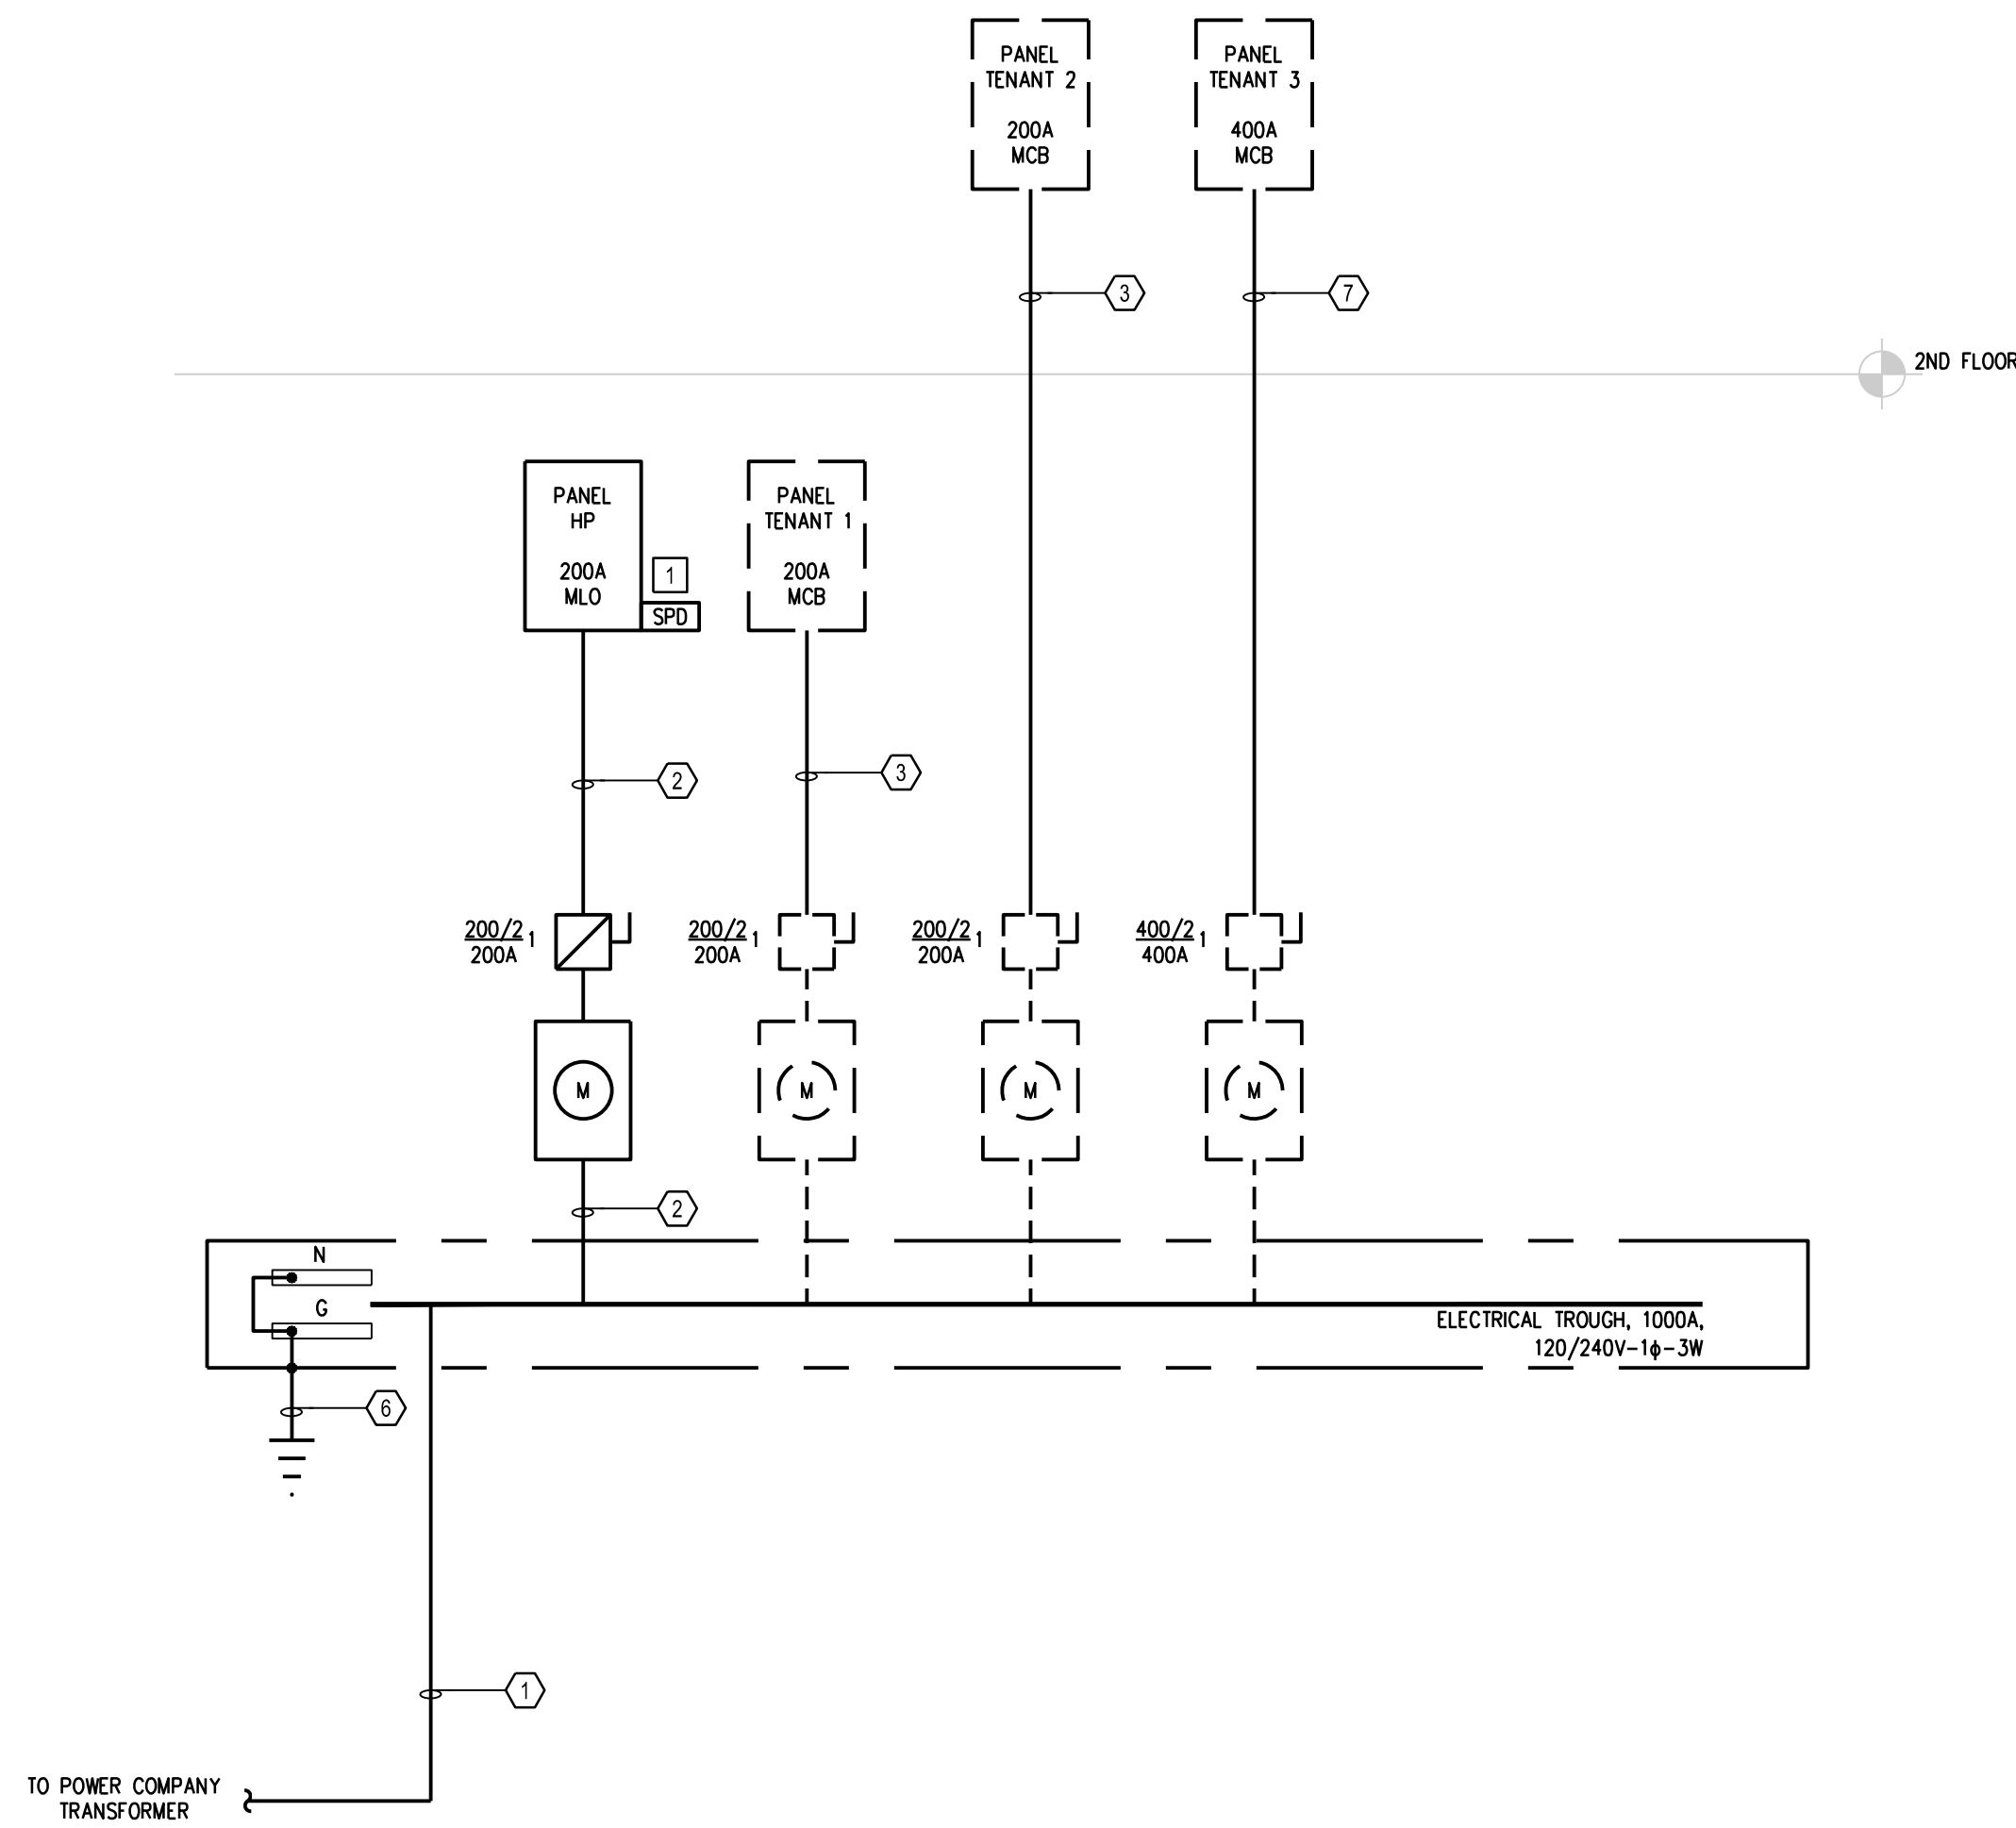 PANEL
TENANT 2
200A
MCB
PANEL
TENANT 3
400A
MCB
3
7
2ND FLOOR
PANEL
HP
200A
MLO
1
SPD
PANEL
TENANT 1
200A
MCB
2
3
200/2
200A
1
200/2
200A
1
200/2
200A
1
400/2
400A
1
M
M
M
M
2
N
G
ELECTRICAL TROUGH, 1000A,
120/240V-1ϕ-3W
6
1
TO POWER COMPANY
TRANSFORMER